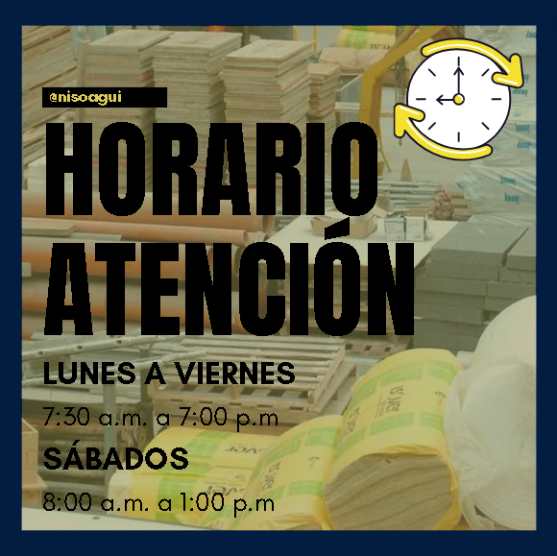 @nisoagui
HORARIO
ATENCIÓN
LUNES A VIERNES
7:30 a.m. a 7:00 p.m
SÁBADOS
8:00 a.m. a 1:00 p.m